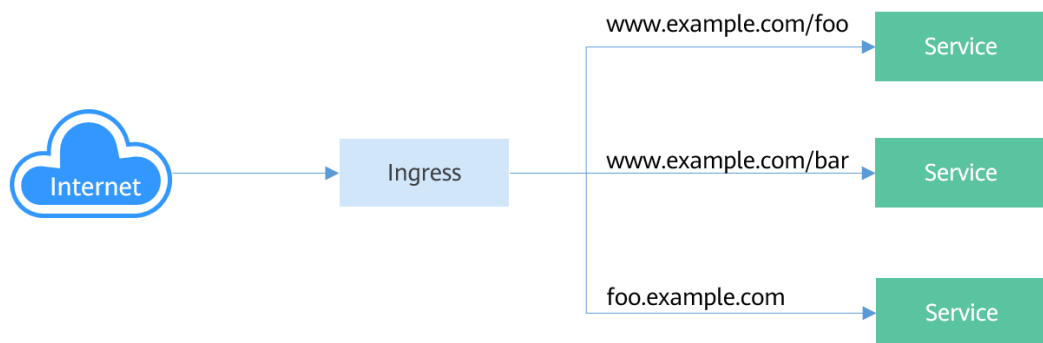 www.example.com/foo
Service
Internet
Ingress
www.example.com/bar
Service
foo.example.com
Service